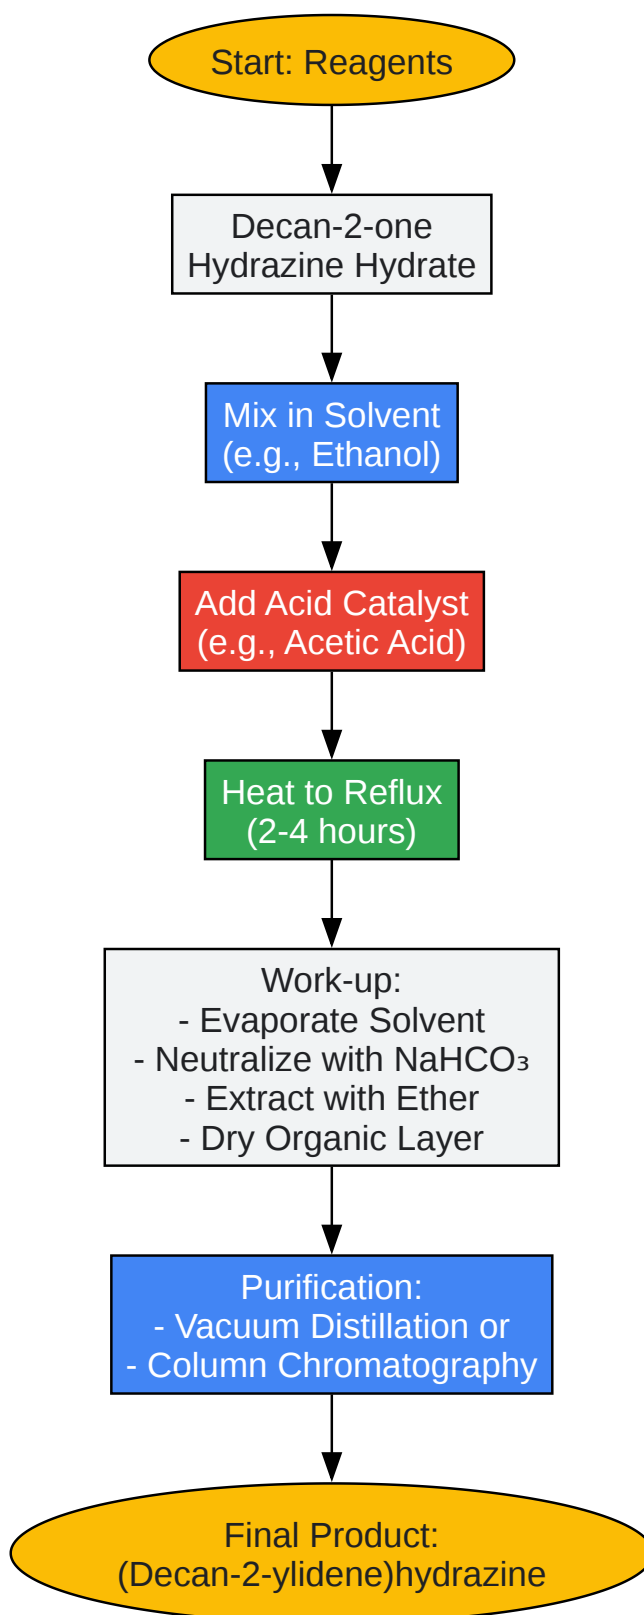 Start: Reagents
Decan-2-one
Hydrazine Hydrate
Mix in Solvent
(e.g., Ethanol)
Add Acid Catalyst
(e.g., Acetic Acid)
Heat to Reflux
(2-4 hours)
Work-up:
- Evaporate Solvent
- Neutralize with NaHCO₃
- Extract with Ether
- Dry Organic Layer
Purification:
- Vacuum Distillation or
- Column Chromatography
Final Product:
(Decan-2-ylidene)hydrazine